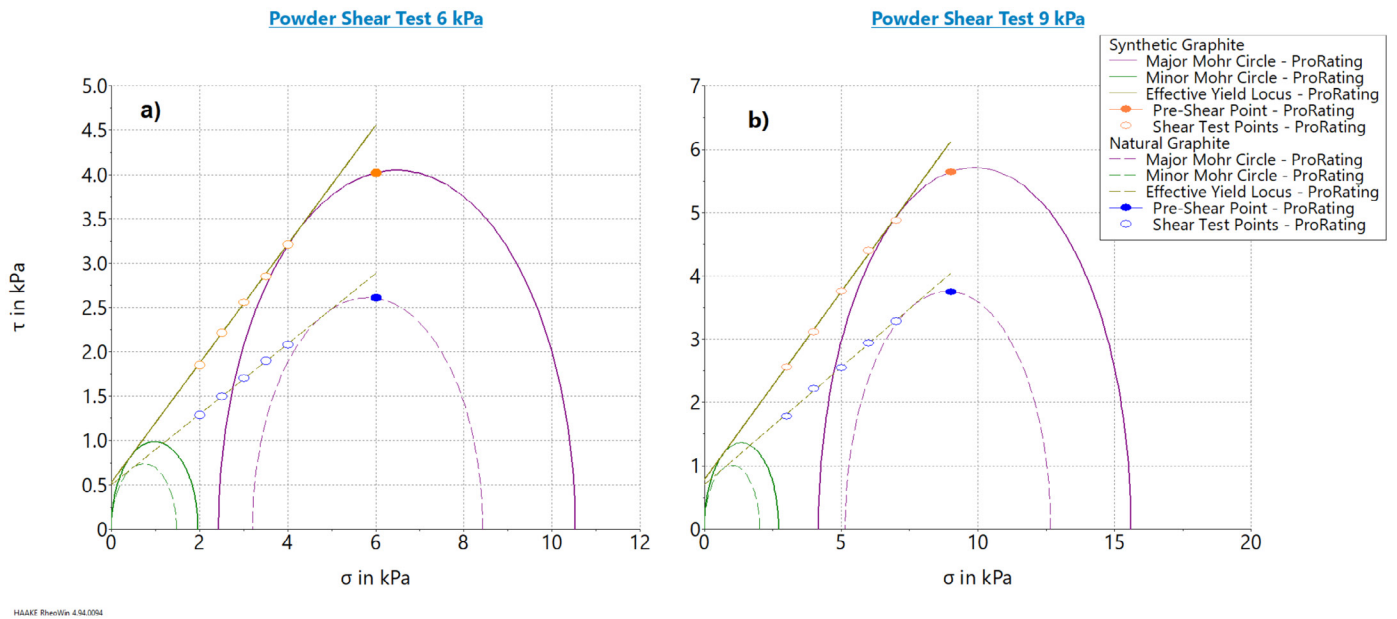 Powder Shear Test 6 kPa
a)
τ in kPa
5.0
4.5
4.0
3.5
3.0
2.5
2.0
1.5
1.0
0.5
0
0 2 4 6 8 10 12
σ in kPa
Powder Shear Test 9 kPa
b)
7
6
5
4
3
2
1
0
0 5 10 15 20
σ in kPa
Synthetic Graphite
Major Mohr Circle - ProRating
Minor Mohr Circle - ProRating
Effective Yield Locus - ProRating
Pre-Shear Point - ProRating
Shear Test Points - ProRating
Natural Graphite
Major Mohr Circle - ProRating
Minor Mohr Circle - ProRating
Effective Yield Locus - ProRating
Pre-Shear Point - ProRating
Shear Test Points - ProRating
HAAKE RheoWin 4.94.0094